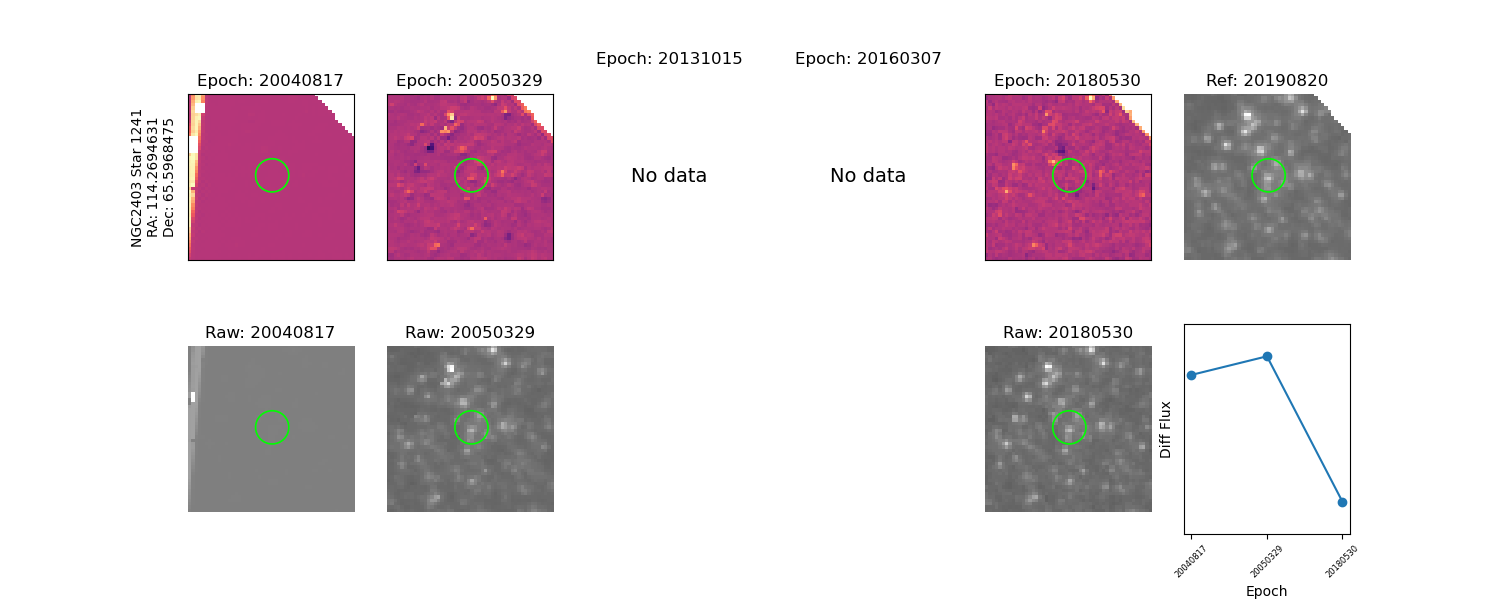 Epoch: 20131015
Epoch: 20160307
Epoch: 20040817
Epoch: 20050329
Epoch: 20180530
Ref: 20190820
NGC2403 Star 1241
RA: 114.2694631
Dec: 65.5968475
No data
No data
Raw: 20040817
Raw: 20050329
Raw: 20180530
Diff Flux
20040817
20050329
20180530
Epoch